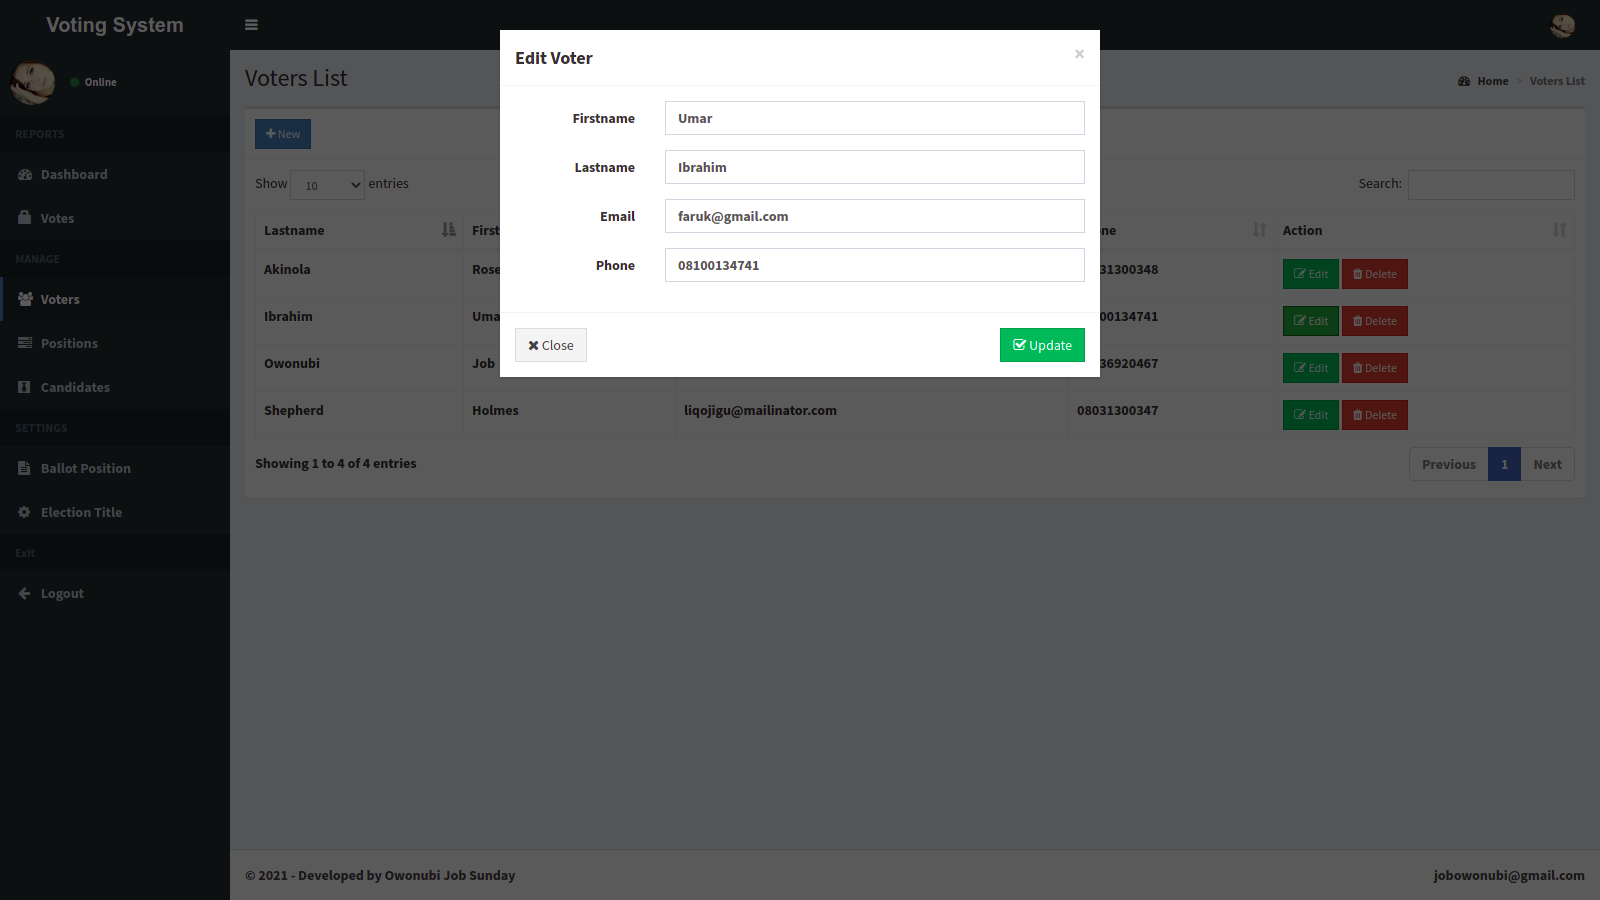 Voting System
Online
REPORTS
Dashboard
Votes
MANAGE
Voters
Positions
Candidates
SETTINGS
Ballot Position
Election Title
Exit
Logout
Voters List
Home > Voters List
New
Show 10 entries
Search:
Lastname First ne Action
Akinola Rose 31300348 Edit Delete
Ibrahim Uma 00134741 Edit Delete
Owonubi Job 36920467 Edit Delete
Shepherd Holmes liqojigu@mailinator.com 08031300347 Edit Delete
Showing 1 to 4 of 4 entries
Previous 1 Next
Edit Voter
×
Firstname Umar
Lastname Ibrahim
Email faruk@gmail.com
Phone 08100134741
Close
Update
© 2021 - Developed by Owonubi Job Sunday
jobowonubi@gmail.com